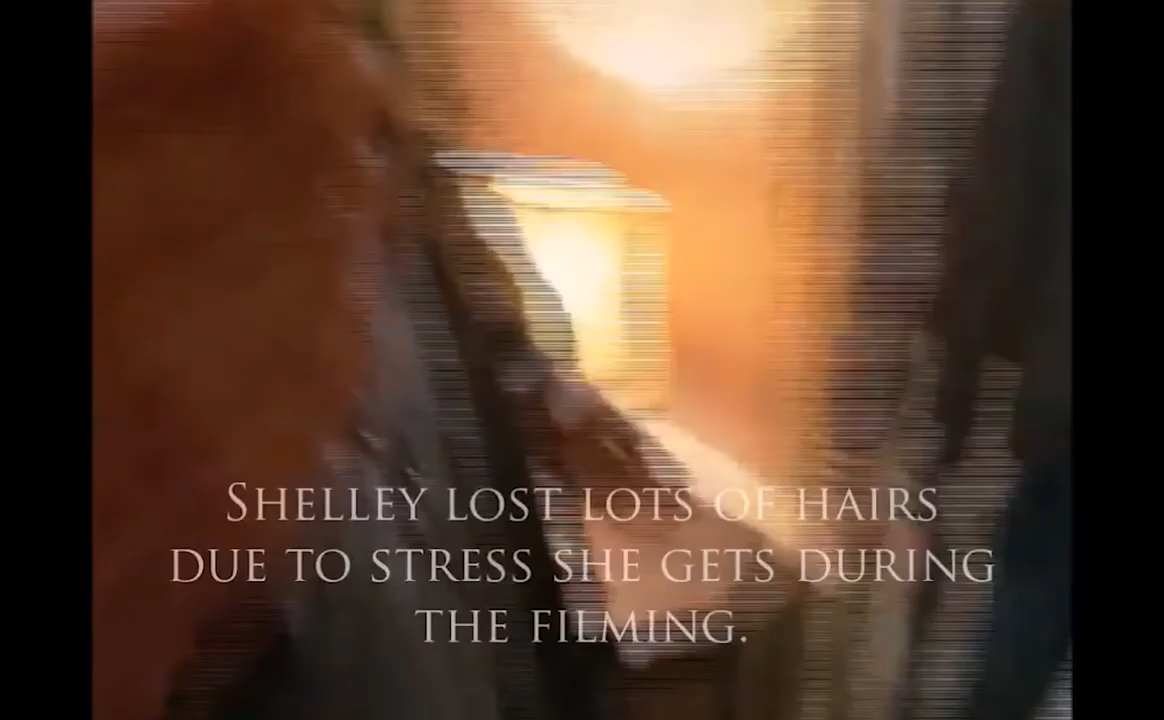 Shelley lost lots of hairs
due to stress she gets during
the filming.